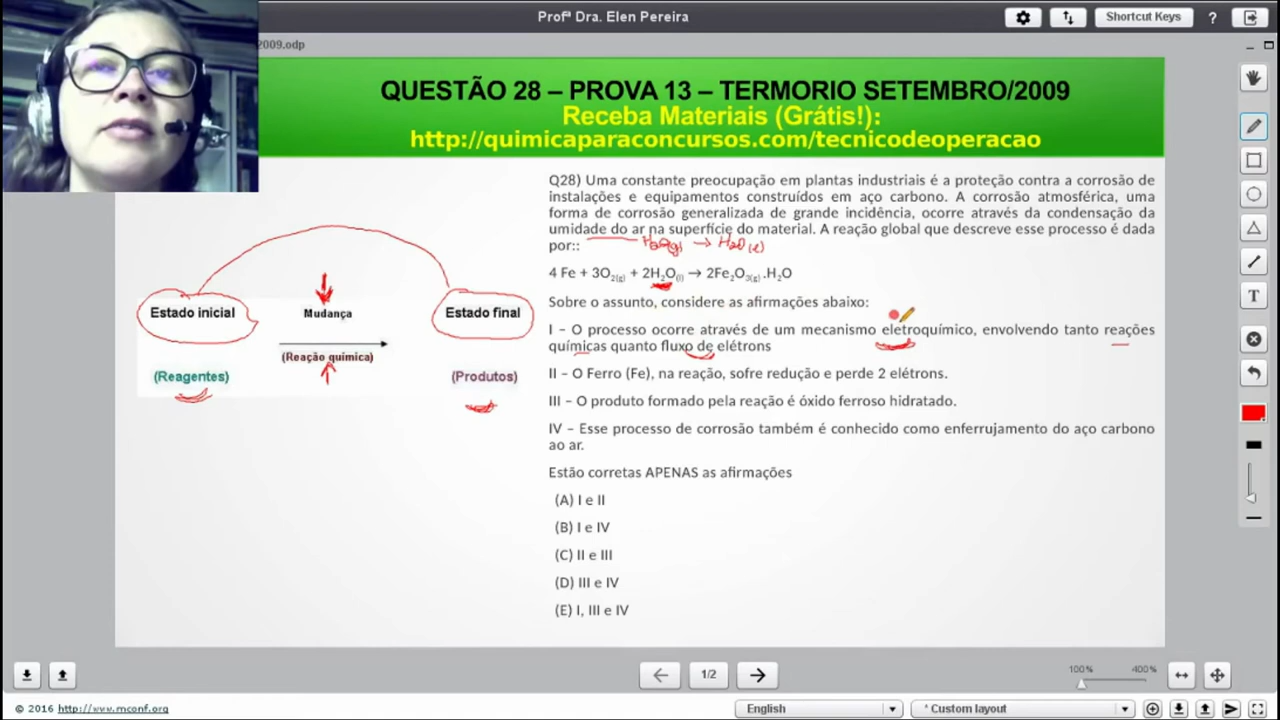 Profª Dra. Elen Pereira
Shortcut Keys
?
2009.odp
QUESTÃO 28 – PROVA 13 – TERMORIO SETEMBRO/2009
Receba Materiais (Grátis!):
http://quimicaparaconcursos.com/tecnicodeoperacao
Q28) Uma constante preocupação em plantas industriais é a proteção contra a corrosão de
instalações e equipamentos construídos em aço carbono. A corrosão atmosférica, uma
forma de corrosão generalizada de grande incidência, ocorre através da condensação da
umidade do ar na superfície do material. A reação global que descreve esse processo é dada
por::
H2O(g) → H2O(l)
4 Fe + 3O2(g) + 2H2O(l) → 2Fe2O3(g).H2O
Sobre o assunto, considere as afirmações abaixo:
I – O processo ocorre através de um mecanismo eletroquímico, envolvendo tanto reações
químicas quanto fluxo de elétrons
II – O Ferro (Fe), na reação, sofre redução e perde 2 elétrons.
III – O produto formado pela reação é óxido ferroso hidratado.
IV – Esse processo de corrosão também é conhecido como enferrujamento do aço carbono
ao ar.
Estão corretas APENAS as afirmações
(A) I e II
(B) I e IV
(C) II e III
(D) III e IV
(E) I, III e IV
Estado inicial
Mudança
Estado final
(Reação química)
(Reagentes)
(Produtos)
T
1/2
100%
400%
© 2016 http://www.mconf.org
English
* Custom layout